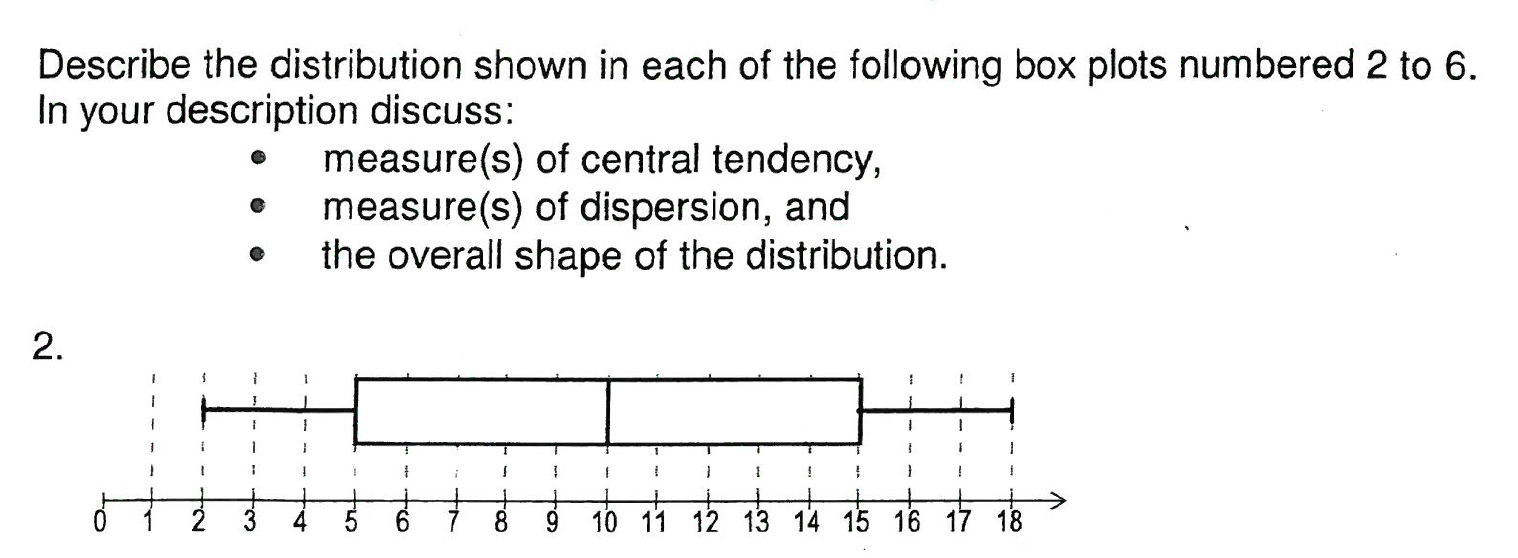 Describe the distribution shown in each of the following box plots numbered 2 to 6.
In your description discuss:
• measure(s) of central tendency,
• measure(s) of dispersion, and
• the overall shape of the distribution.
2.
0 1 2 3 4 5 6 7 8 9 10 11 12 13 14 15 16 17 18